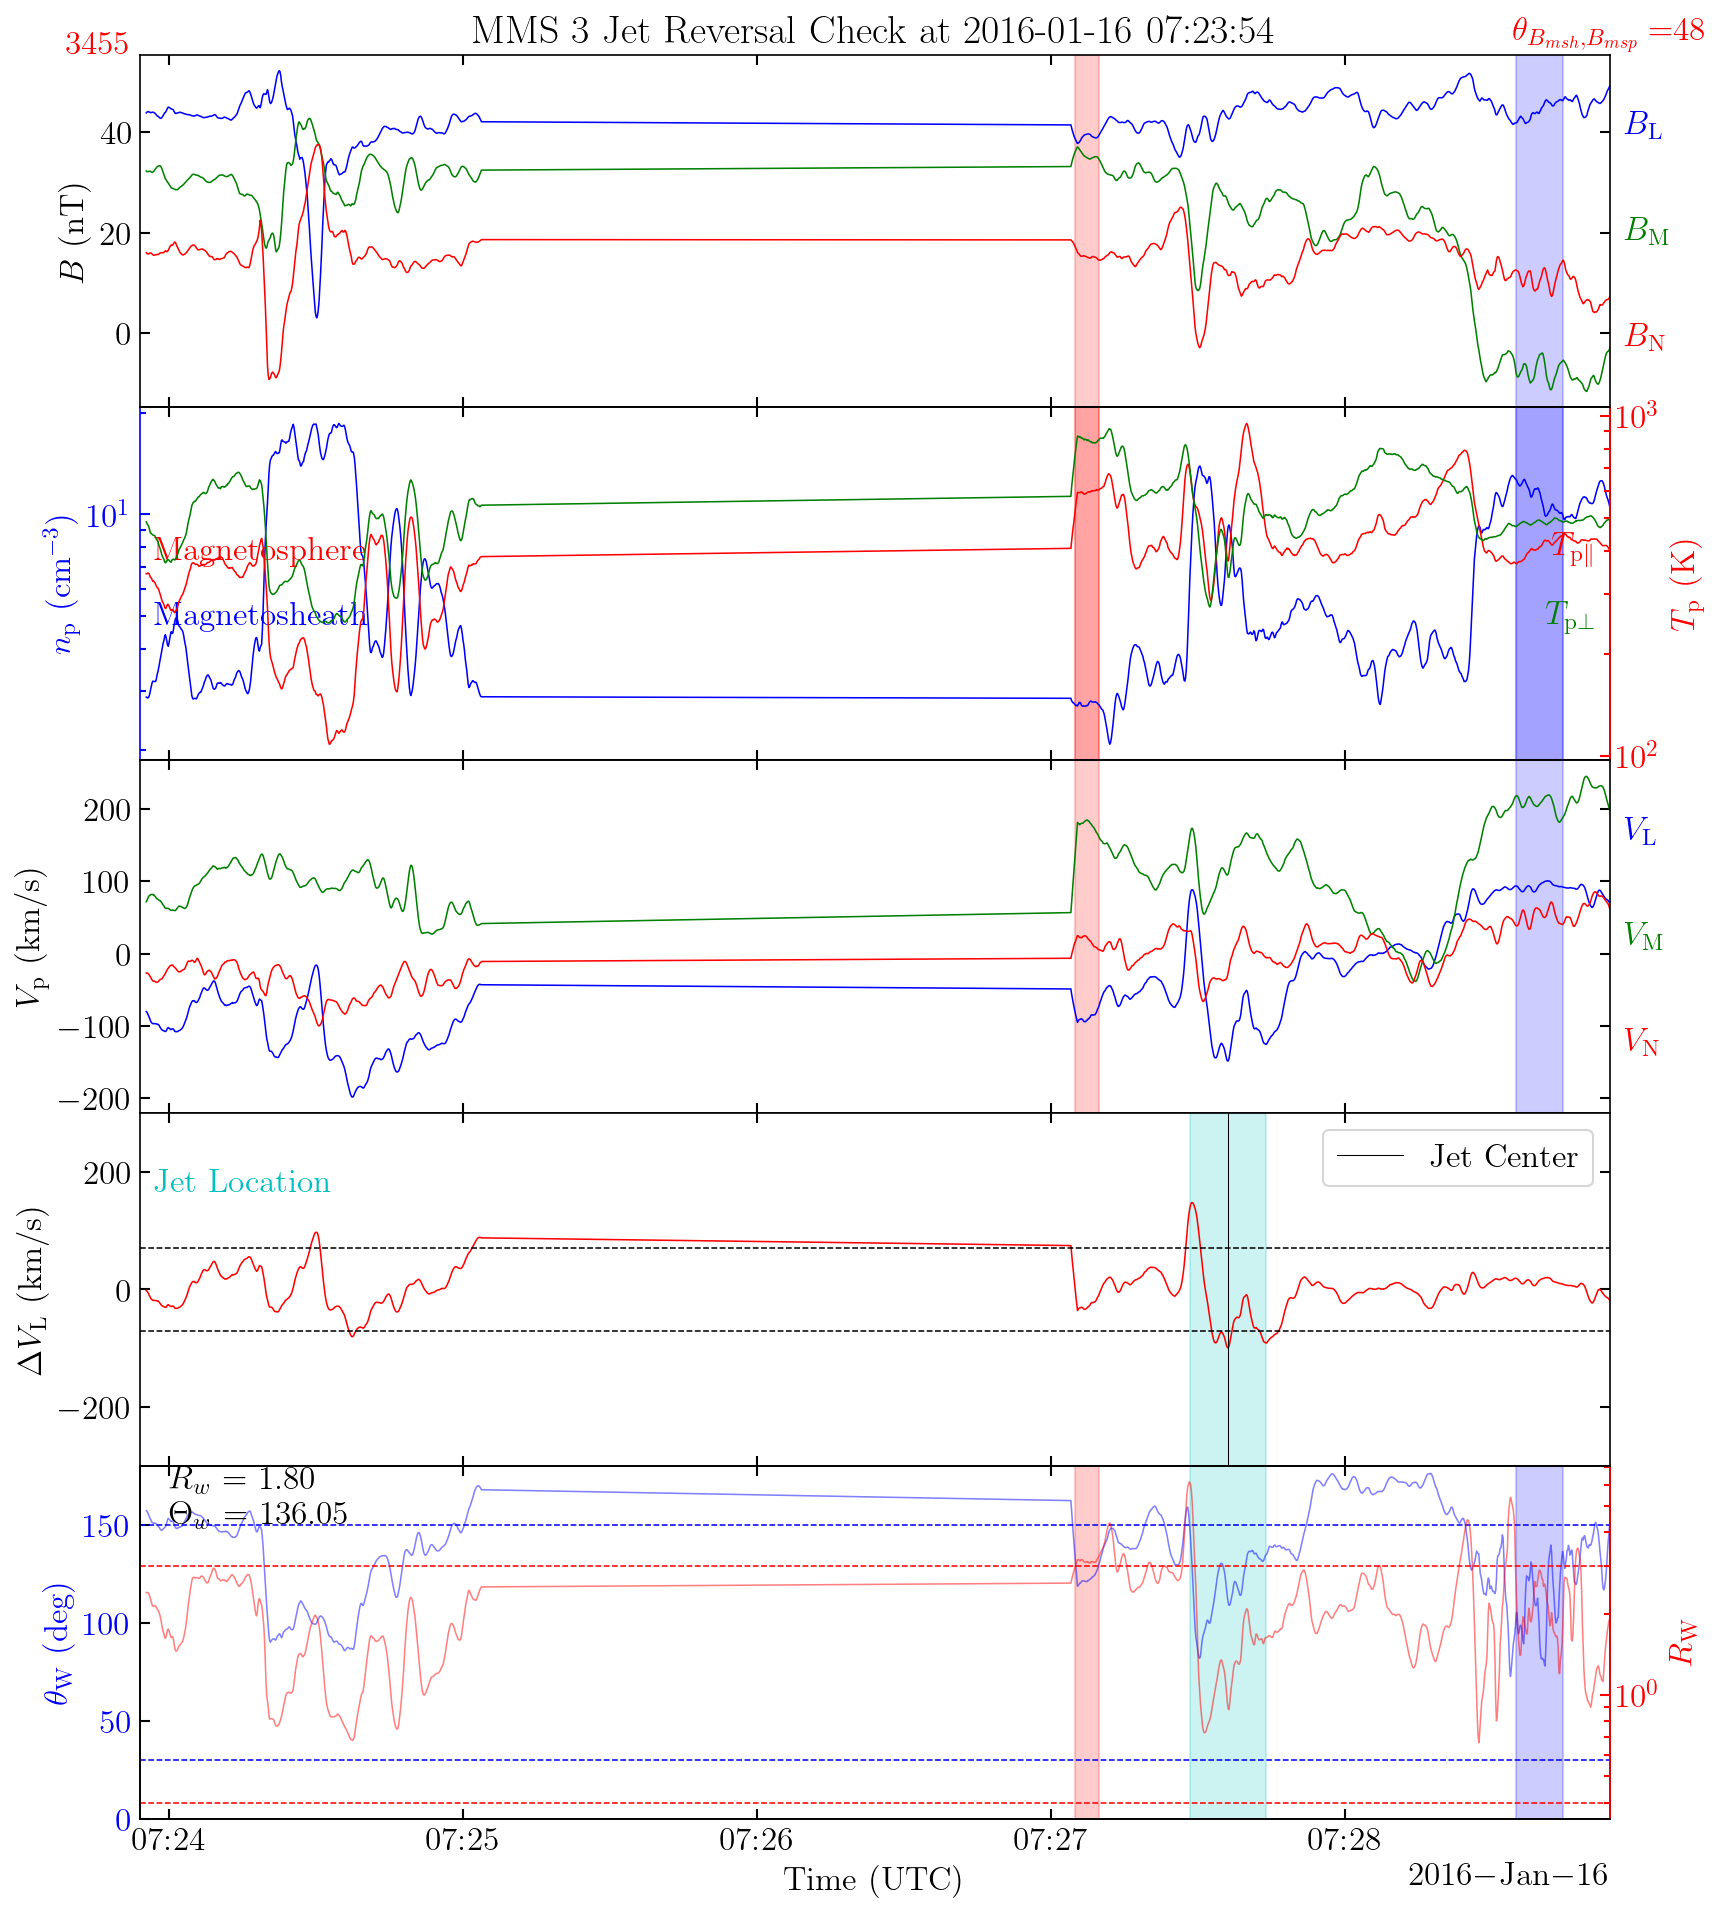 MMS 3 Jet Reversal Check at 2016-01-16 07:23:54
3455
θ_{B_{msh},B_{msp}} =48
40
20
0
B (nT)
B_L
B_M
B_N
10^1
n_p (cm^{−3})
Magnetosphere
Magnetosheath
10^3
10^2
T_p (K)
T_{p∥}
T_{p⊥}
200
100
0
−100
−200
V_p (km/s)
V_L
V_M
V_N
200
0
−200
ΔV_L (km/s)
Jet Location
Jet Center
R_w = 1.80
Θ_w = 136.05
150
100
50
0
θ_W (deg)
10^0
R_W
07:24
07:25
07:26
07:27
07:28
Time (UTC)
2016−Jan−16